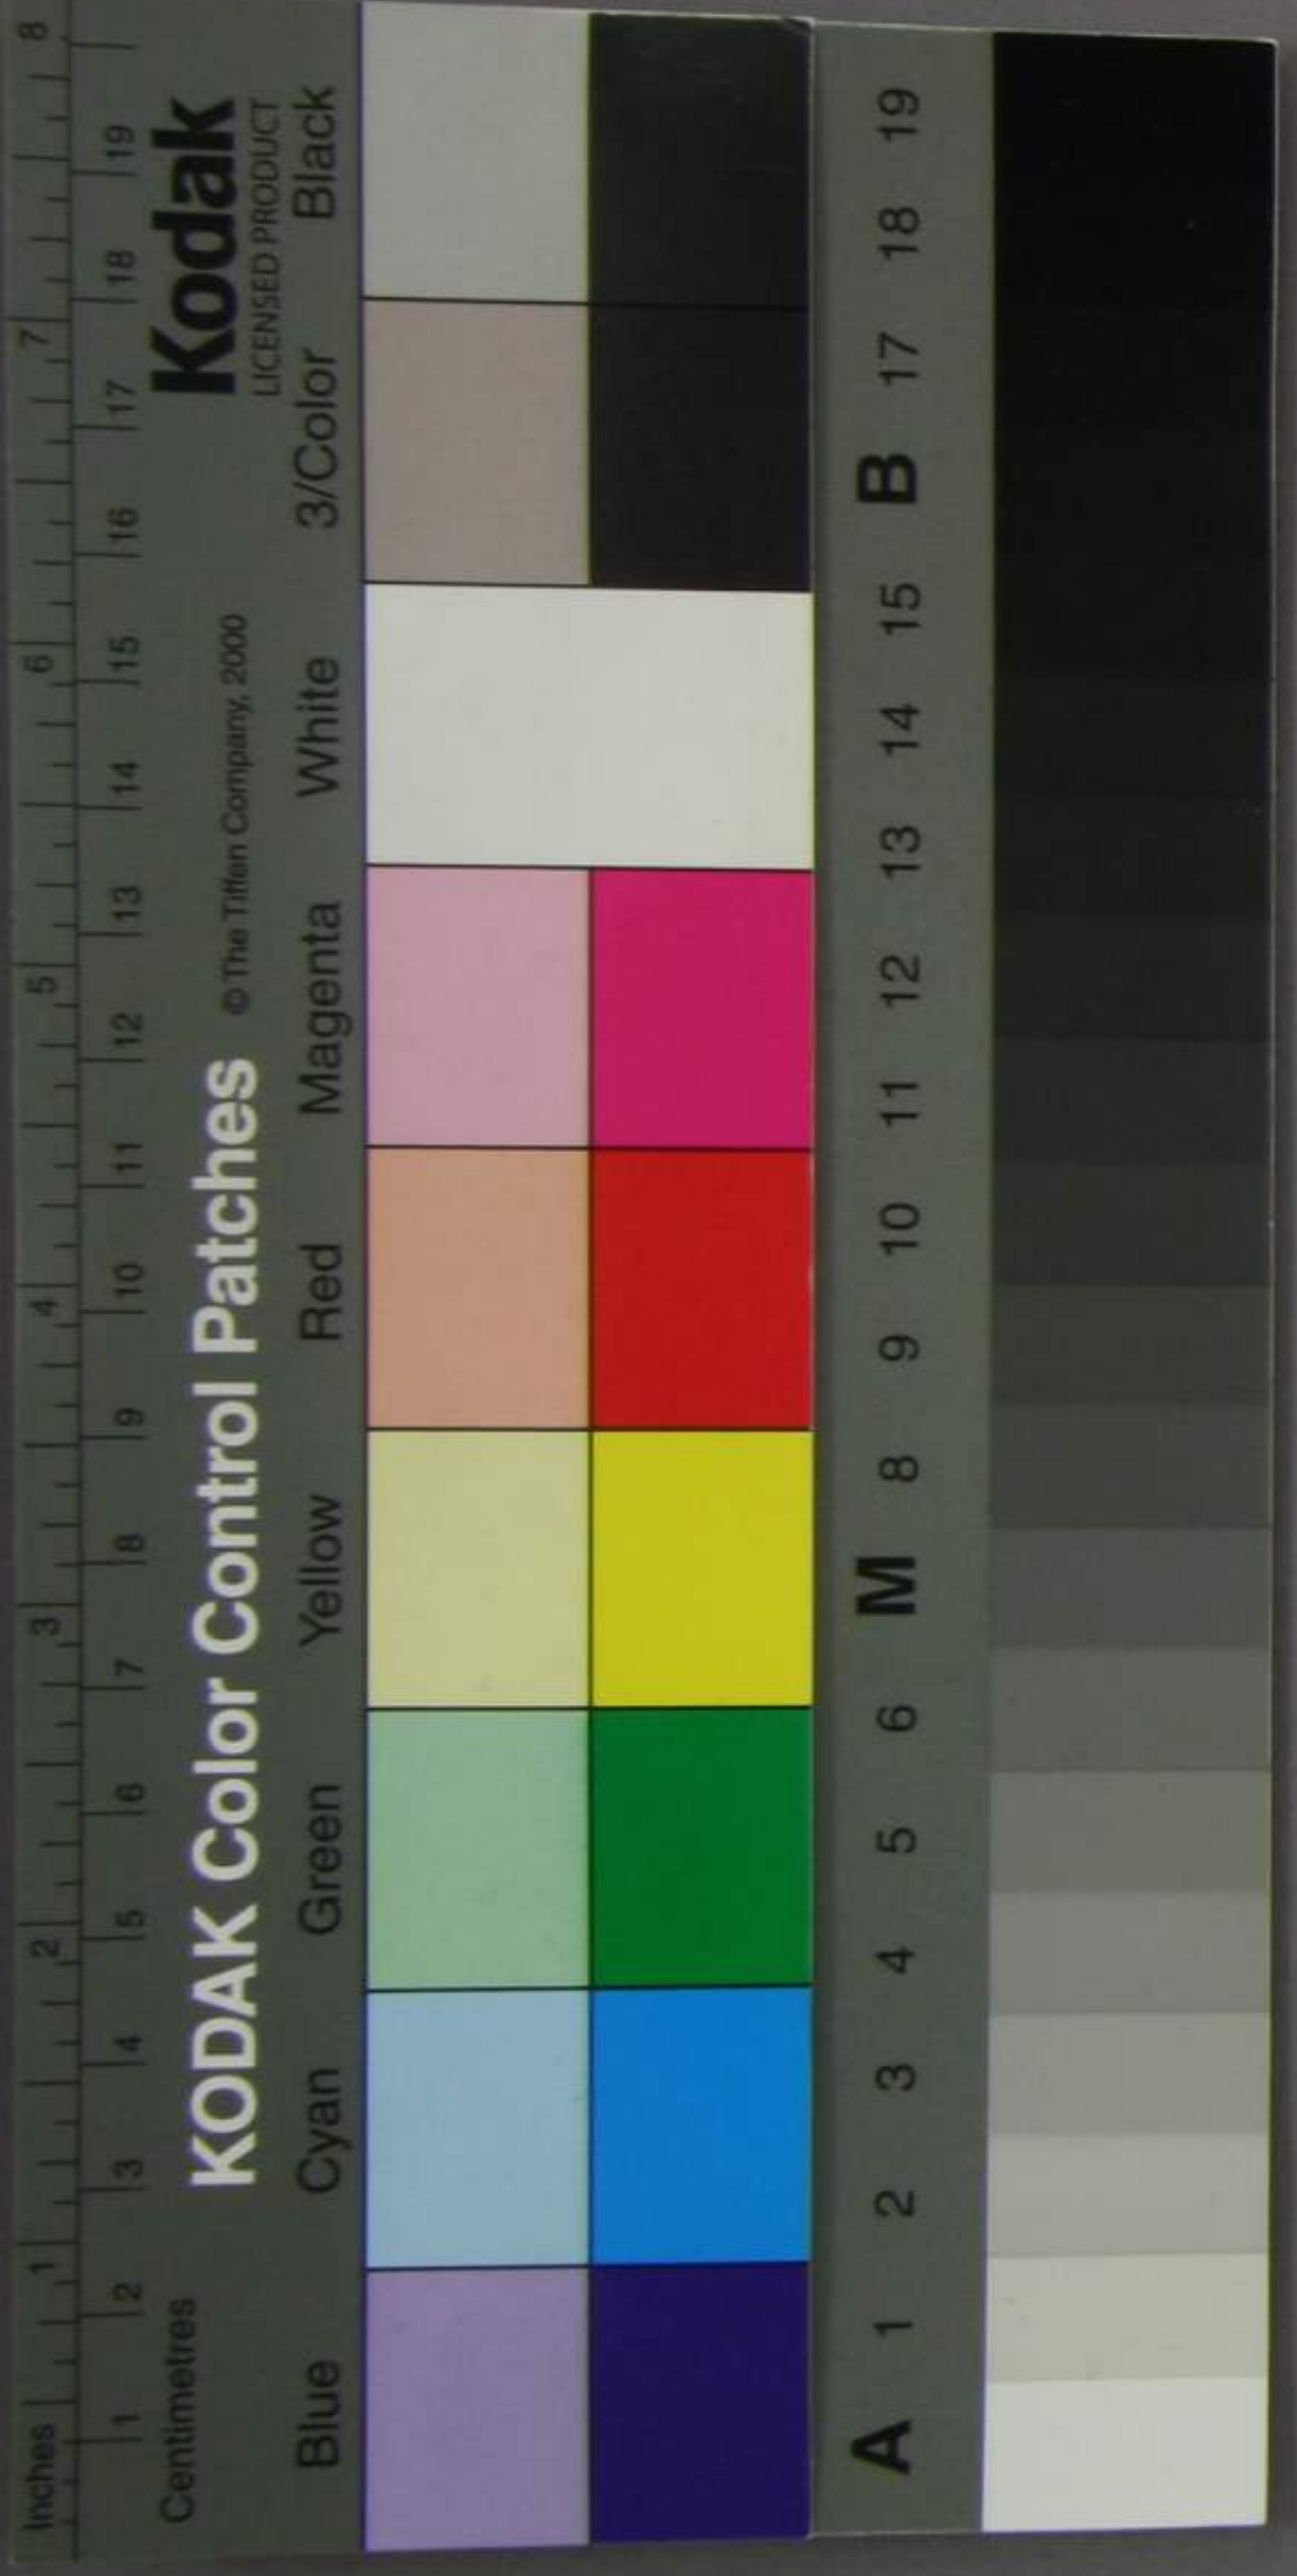 Inches 1 2 3 4 5 6 7 8
1 2 3 4 5 6 7 8 9 10 11 12 13 14 15 16 17 18 19
Centimetres
KODAK Color Control Patches © The Tiffen Company, 2000
Kodak
LICENSED PRODUCT
Blue Cyan Green Yellow Red Magenta White 3/Color Black
A 1 2 3 4 5 6 M 8 9 10 11 12 13 14 15 B 17 18 19